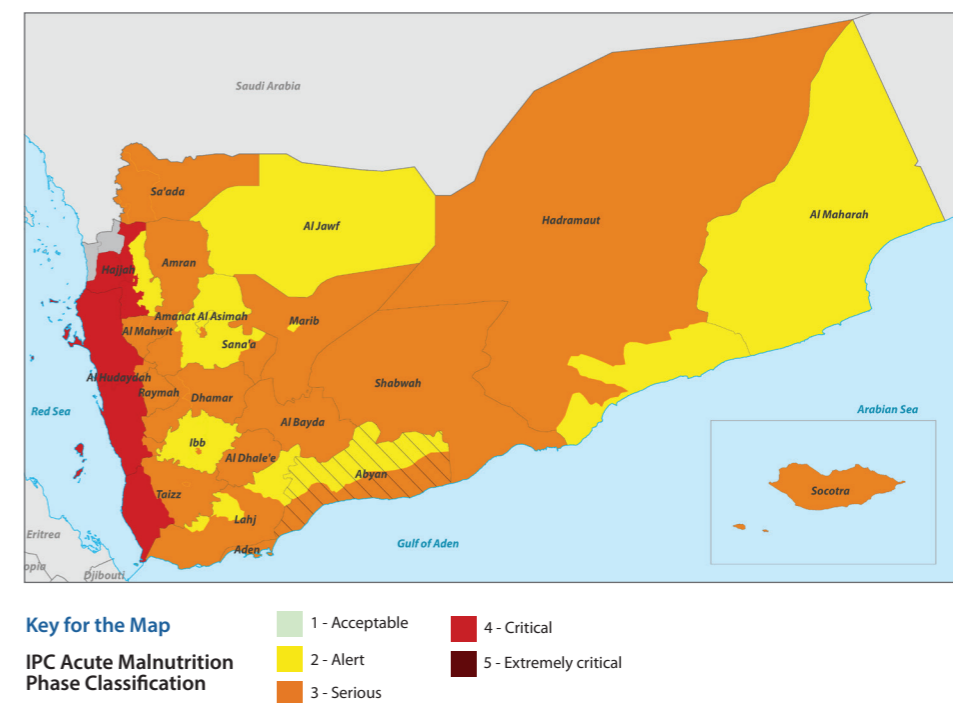 Saudi Arabia
Sa'ada
Al Jawf
Hadramaut
Al Maharah
Hajjah
Amran
Amanat Al Asimah
Marib
Al Mahwit
Sana'a
Al Hudaydah
Raymah
Dhamar
Shabwah
Red Sea
Arabian Sea
Al Bayda
Ibb
Al Dhale'e
Abyan
Taizz
Socotra
Lahj
Eritrea
Aden
Gulf of Aden
opia
Djibouti
Key for the Map
IPC Acute Malnutrition
Phase Classification
1 - Acceptable
2 - Alert
3 - Serious
4 - Critical
5 - Extremely critical